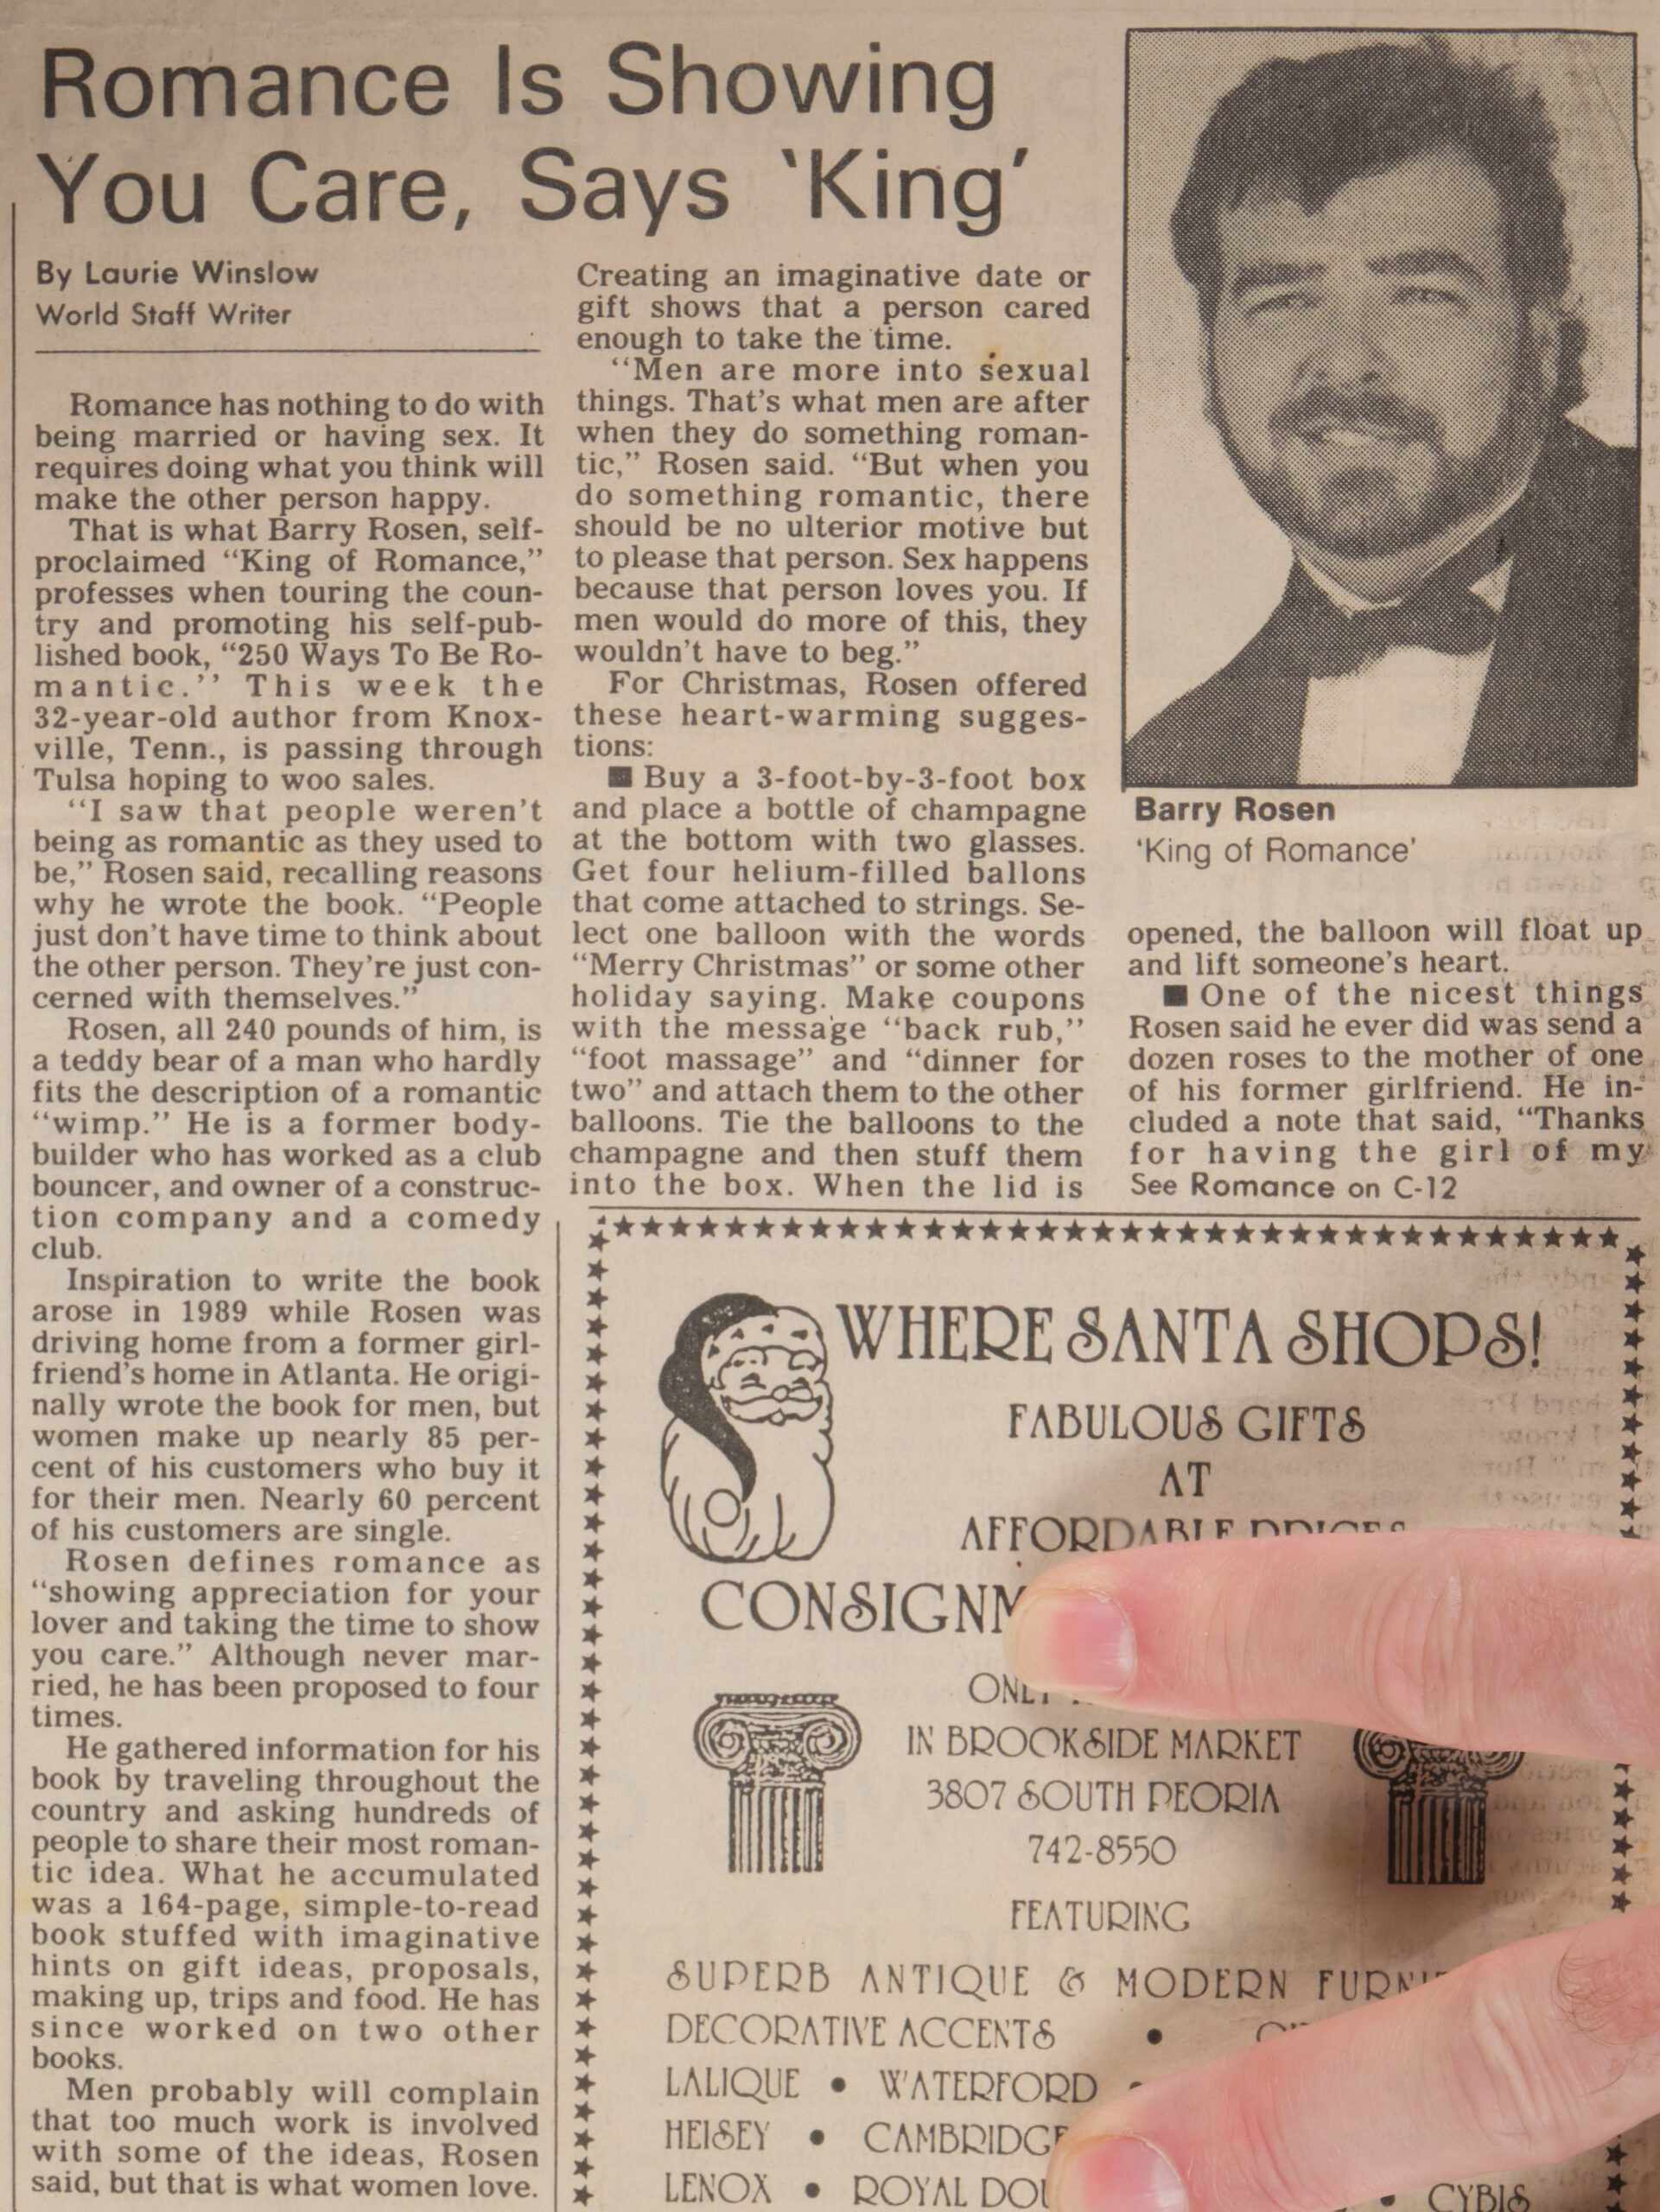 Romance Is Showing
You Care, Says ‘King’
By Laurie Winslow
World Staff Writer
Romance has nothing to do with
being married or having sex. It
requires doing what you think will
make the other person happy.
That is what Barry Rosen, self-
proclaimed “King of Romance,”
professes when touring the coun-
try and promoting his self-pub-
lished book, “250 Ways To Be Ro-
mantic.” This week the
32-year-old author from Knox-
ville, Tenn., is passing through
Tulsa hoping to woo sales.
“I saw that people weren’t
being as romantic as they used to
be,” Rosen said, recalling reasons
why he wrote the book. “People
just don’t have time to think about
the other person. They’re just con-
cerned with themselves.”
Rosen, all 240 pounds of him, is
a teddy bear of a man who hardly
fits the description of a romantic
“wimp.” He is a former body-
builder who has worked as a club
bouncer, and owner of a construc-
tion company and a comedy
club.
Inspiration to write the book
arose in 1989 while Rosen was
driving home from a former girl-
friend’s home in Atlanta. He origi-
nally wrote the book for men, but
women make up nearly 85 per-
cent of his customers who buy it
for their men. Nearly 60 percent
of his customers are single.
Rosen defines romance as
“showing appreciation for your
lover and taking the time to show
you care.” Although never mar-
ried, he has been proposed to four
times.
He gathered information for his
book by traveling throughout the
country and asking hundreds of
people to share their most roman-
tic idea. What he accumulated
was a 164-page, simple-to-read
book stuffed with imaginative
hints on gift ideas, proposals,
making up, trips and food. He has
since worked on two other
books.
Men probably will complain
that too much work is involved
with some of the ideas, Rosen
said, but that is what women love.
Creating an imaginative date or
gift shows that a person cared
enough to take the time.
“Men are more into sexual
things. That’s what men are after
when they do something roman-
tic,” Rosen said. “But when you
do something romantic, there
should be no ulterior motive but
to please that person. Sex happens
because that person loves you. If
men would do more of this, they
wouldn’t have to beg.”
For Christmas, Rosen offered
these heart-warming sugges-
tions:
■ Buy a 3-foot-by-3-foot box
and place a bottle of champagne
at the bottom with two glasses.
Get four helium-filled ballons
that come attached to strings. Se-
lect one balloon with the words
“Merry Christmas” or some other
holiday saying. Make coupons
with the message “back rub,”
“foot massage” and “dinner for
two” and attach them to the other
balloons. Tie the balloons to the
champagne and then stuff them
into the box. When the lid is
Barry Rosen
‘King of Romance’
opened, the balloon will float up
and lift someone’s heart.
■ One of the nicest things
Rosen said he ever did was send a
dozen roses to the mother of one
of his former girlfriend. He in-
cluded a note that said, “Thanks
for having the girl of my
See Romance on C-12
WHERE SANTA SHOPS!
FABULOUS GIFTS
AT
AFFORDABLE PRICES
ONLY
IN BROOKSIDE MARKET
3807 SOUTH PEORIA
742-8550
FEATURING
SUPERB ANTIQUE & MODERN
DECORATIVE ACCENTS •
LALIQUE • WATERFORD •
HEISEY • CAMBRIDGE
LENOX • ROYAL • CYBIS